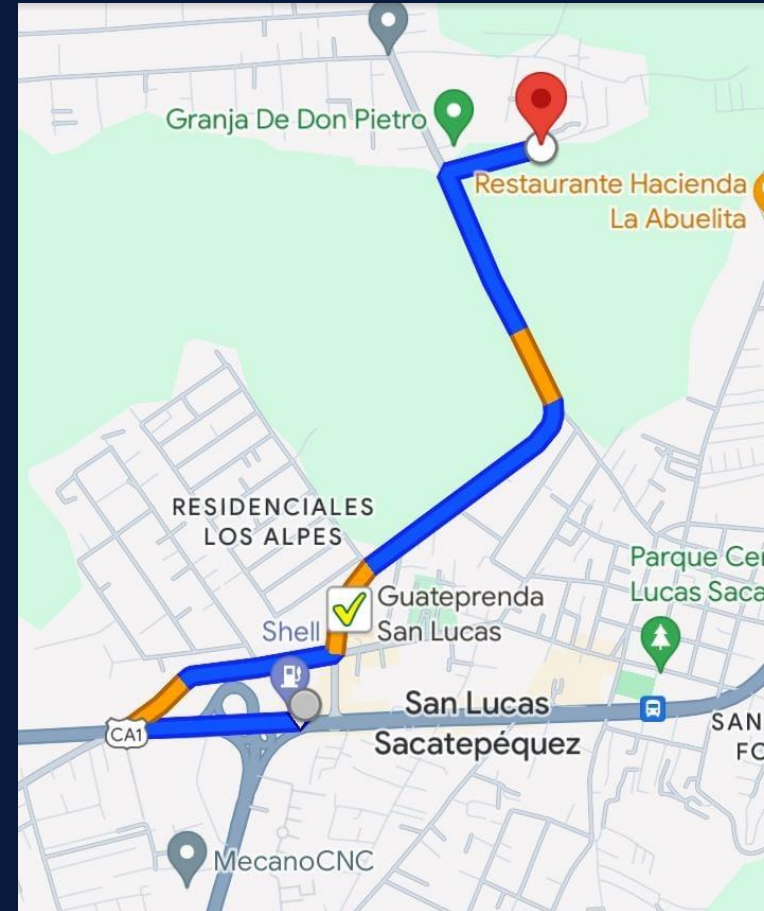 Granja De Don Pietro
Restaurante Hacienda
La Abuelita
RESIDENCIALES
LOS ALPES
Parque Cer
Lucas Saca
Guateprenda
San Lucas
Shell
San Lucas
Sacatepéquez
SAN
FO
CA1
MecanoCNC